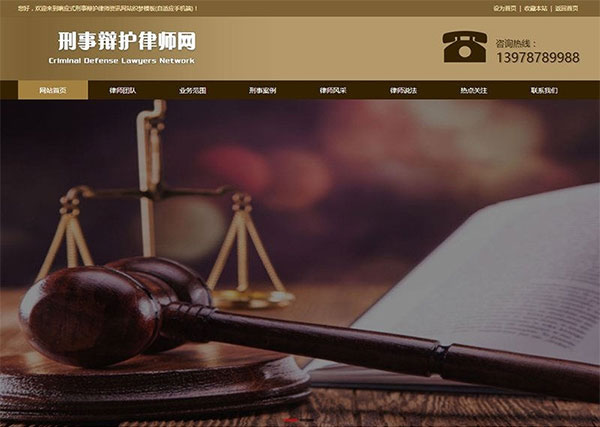 您好,欢迎来到响应式刑事辩护律师资讯网站织梦模板(自适应手机端)!
设为首页 | 收藏本站 | 返回首页
刑事辩护律师网
Criminal Defense Lawyers Network
咨询热线:
13978789988
网站首页 律师团队 业务范围 刑事案例 律师风采 律师说法 热点关注 联系我们